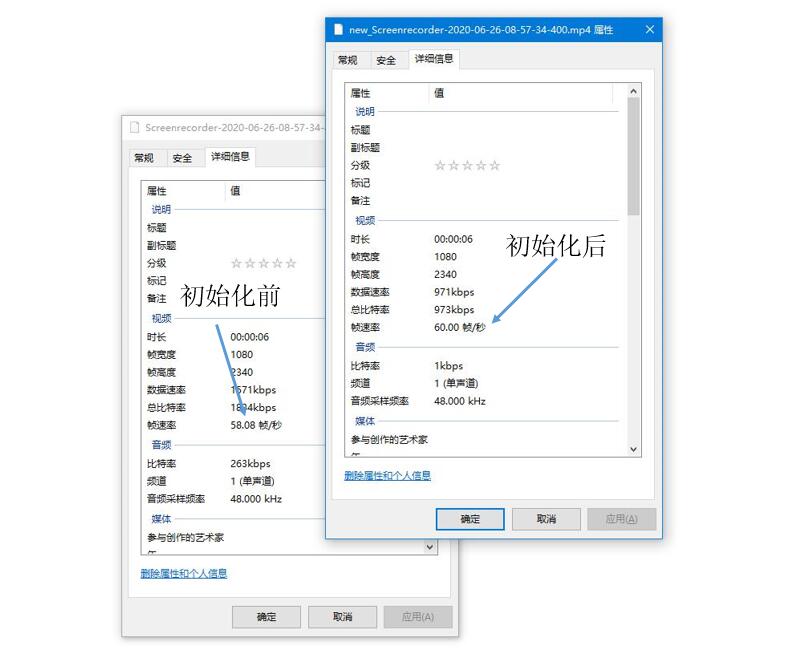 new_Screenrecorder-2020-06-26-08-57-34-400.mp4 属性
常规 安全 详细信息
属性 值
说明
标题
副标题
分级 ☆☆☆☆☆
标记
备注
视频
时长 00:00:06
帧宽度 1080
帧高度 2340
数据速率 971kbps
总比特率 973kbps
帧速率 60.00 帧/秒
音频
比特率 1kbps
频道 1 (单声道)
音频采样频率 48.000 kHz
媒体
参与创作的艺术家
删除属性和个人信息
确定 取消 应用(A)
初始化后
Screenrecorder-2020-06-26-08-57-34-
常规 安全 详细信息
属性 值
说明
标题
副标题
分级 ☆☆☆☆☆
标记
备注
初始化前
视频
时长 00:00:06
帧宽度 1080
帧高度 2340
数据速率 1571kbps
总比特率
帧速率 58.08 帧/秒
音频
比特率 263kbps
频道 1 (单声道)
音频采样频率 48.000 kHz
媒体
参与创作的艺术家
删除属性和个人信息
确定 取消 应用(A)